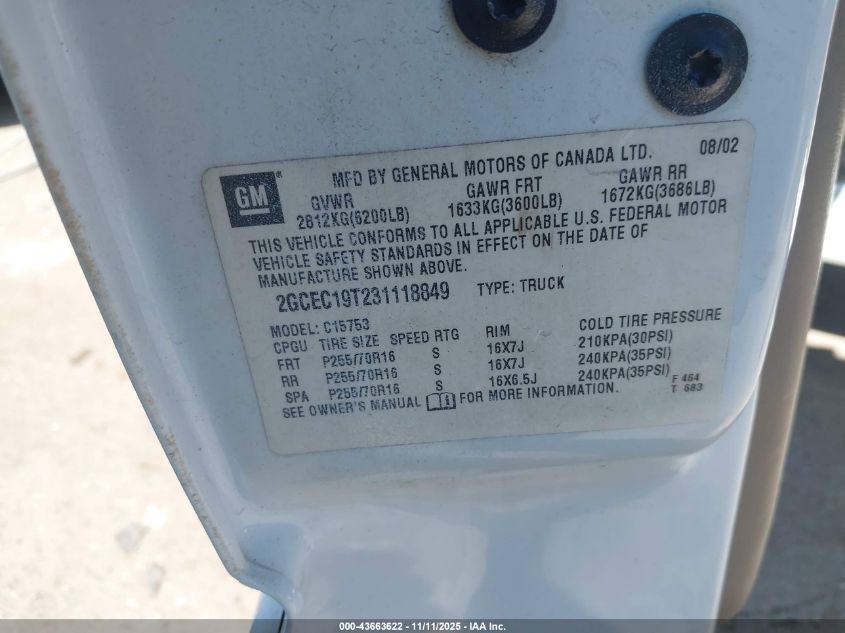 GM
MFD BY GENERAL MOTORS OF CANADA LTD. 08/02
GVWR GAWR FRT GAWR RR
2812KG(6200LB) 1633KG(3600LB) 1672KG(3686LB)
THIS VEHICLE CONFORMS TO ALL APPLICABLE U.S. FEDERAL MOTOR
VEHICLE SAFETY STANDARDS IN EFFECT ON THE DATE OF
MANUFACTURE SHOWN ABOVE.
2GCEC19T231118849 TYPE: TRUCK
MODEL: C15753
CPGU TIRE SIZE SPEED RTG RIM COLD TIRE PRESSURE
FRT P255/70R16 S 16X7J 210KPA(30PSI)
RR P255/70R16 S 16X7J 240KPA(35PSI)
SPA P255/70R16 S 16X6.5J 240KPA(35PSI)
SEE OWNER'S MANUAL FOR MORE INFORMATION.
F 464
T 683
000-43663622 - 11/11/2025 - IAA Inc.